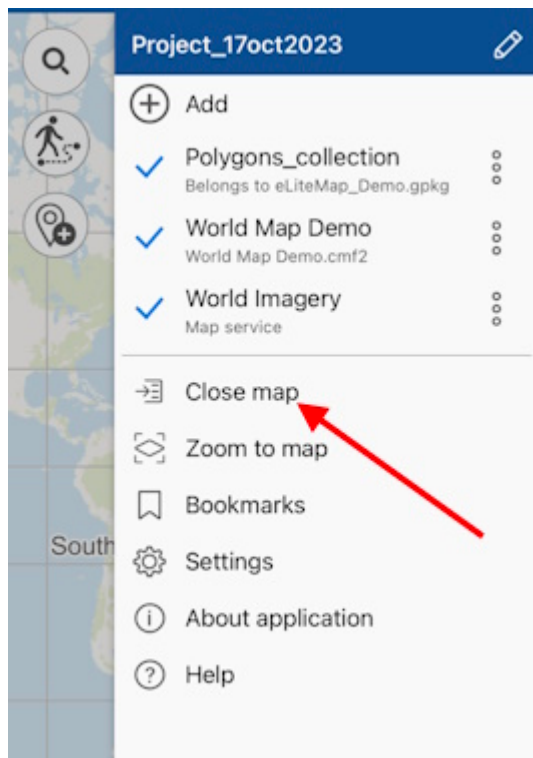 Project_17oct2023
Add
Polygons_collection
Belongs to eLiteMap_Demo.gpkg
World Map Demo
World Map Demo.cmf2
World Imagery
Map service
Close map
Zoom to map
Bookmarks
South
Settings
About application
Help